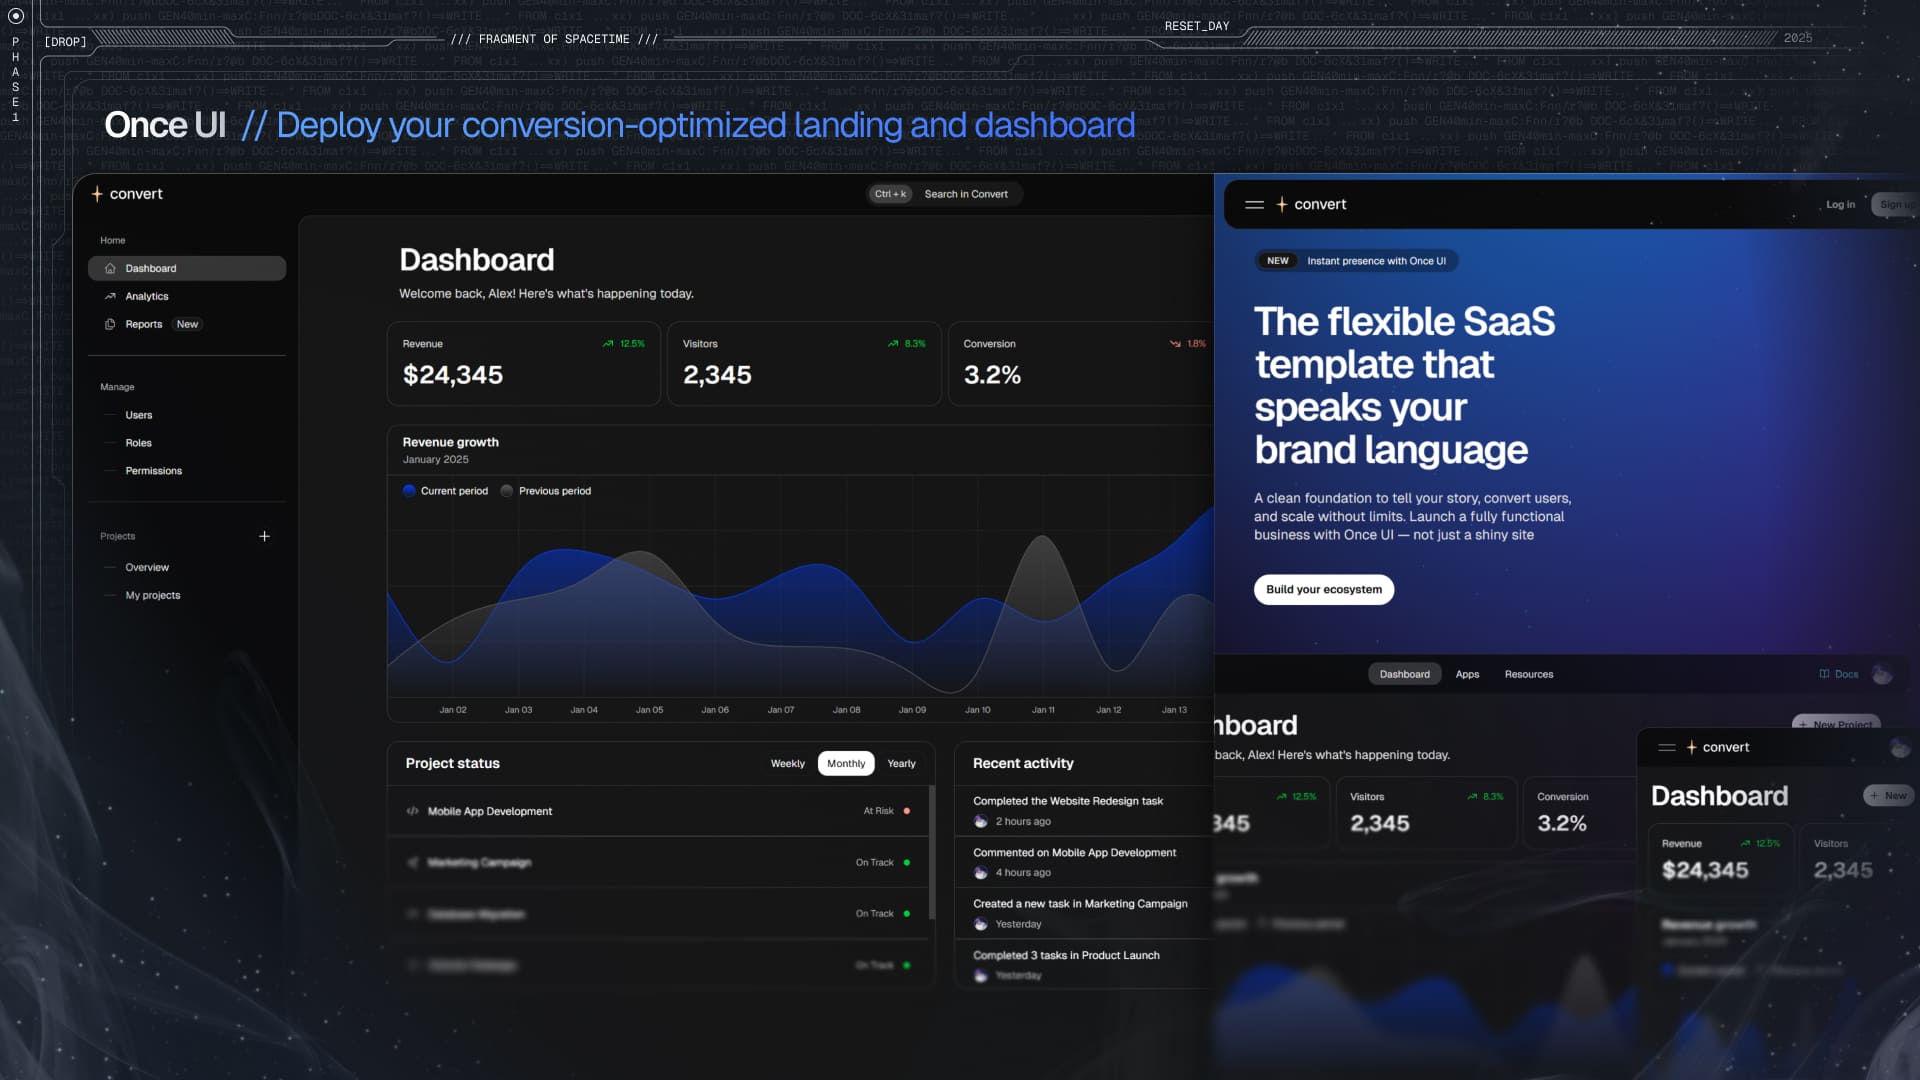 PHASE1
[DROP]
/// FRAGMENT OF SPACETIME ///
RESET_DAY
2025
Once UI // Deploy your conversion-optimized landing and dashboard
convert
Ctrl + k Search in Convert
Home
Dashboard
Analytics
Reports New
Manage
Users
Roles
Permissions
Projects +
Overview
My projects
Dashboard
Welcome back, Alex! Here's what's happening today.
Revenue 12.5%
$24,345
Visitors 8.3%
2,345
Conversion 1.8%
3.2%
Revenue growth
January 2025
Current period Previous period
Jan 02 Jan 03 Jan 04 Jan 05 Jan 06 Jan 07 Jan 08 Jan 09 Jan 10 Jan 11 Jan 12 Jan 13
Project status
Weekly Monthly Yearly
Mobile App Development At Risk
Marketing Campaign On Track
Database Migration On Track
On Track
Recent activity
Completed the Website Redesign task
2 hours ago
Commented on Mobile App Development
4 hours ago
Created a new task in Marketing Campaign
Yesterday
Completed 3 tasks in Product Launch
Yesterday
convert
Log in Sign up
NEW Instant presence with Once UI
The flexible SaaS
template that
speaks your
brand language
A clean foundation to tell your story, convert users,
and scale without limits. Launch a fully functional
business with Once UI — not just a shiny site
Build your ecosystem
Dashboard Apps Resources Docs
nboard
+ New Project
back, Alex! Here's what's happening today.
12.5%
345
Visitors 8.3%
2,345
Conversion
3.2%
growth
convert
Dashboard
+ New
Revenue 12.5%
$24,345
Visitors
2,345
Revenue growth
January 2025